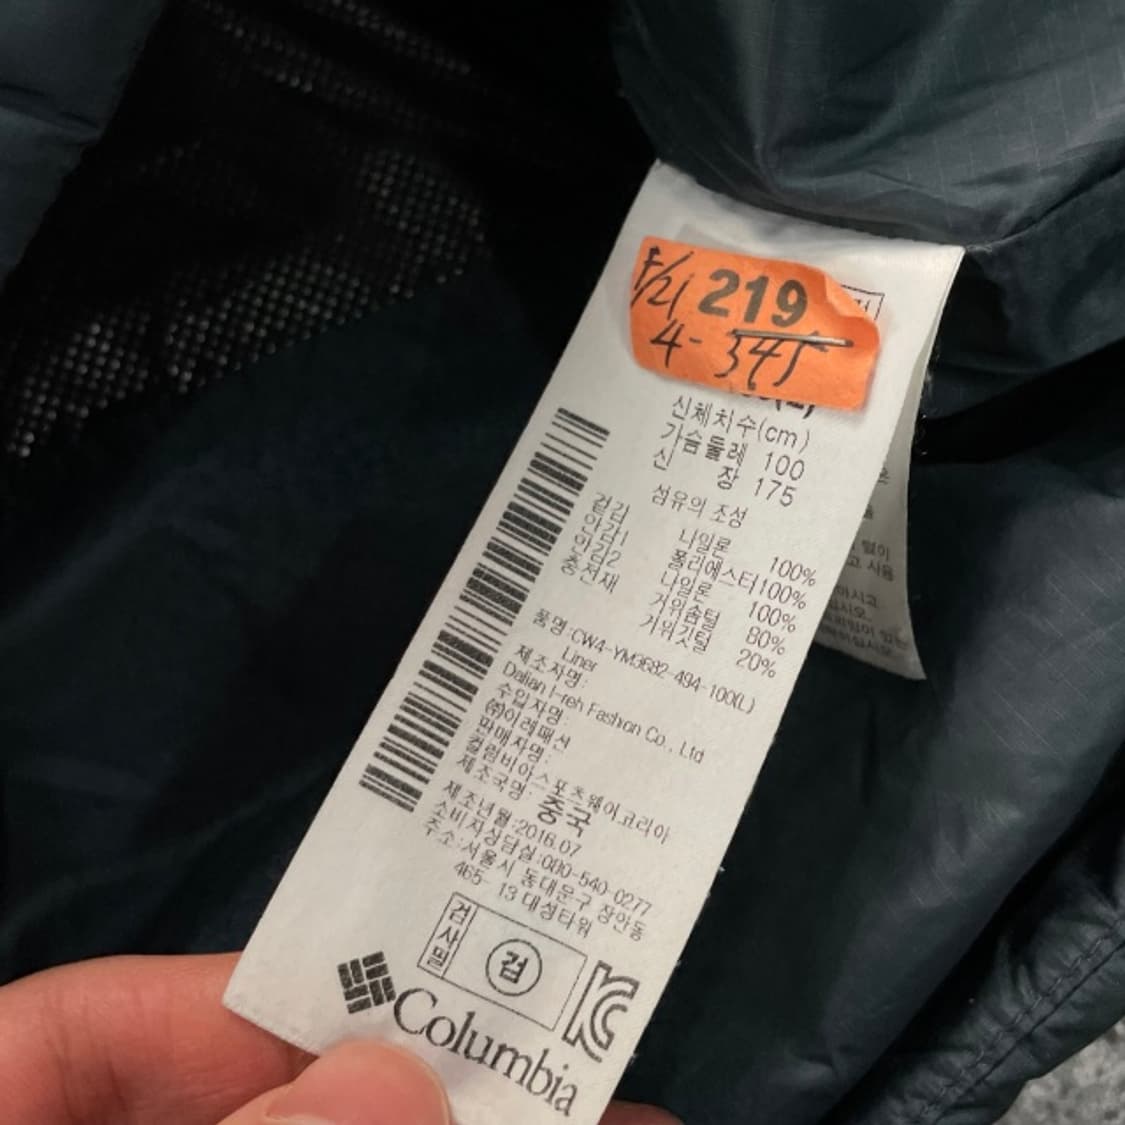 F/21 219
4-345
신체치수(cm)
가슴둘레 100
신 장 175
섬유의 조성
겉감 나일론 100%
안감1 폴리에스터100%
안감2 나일론 100%
충전재 거위솜털 80%
거위깃털 20%
품명:CW4-YM3682-494-100(L)
Liner
제조자명:
Dalian I-reh Fashion Co., Ltd
수입자명:
㈜이레패션
판매자명:
컬럼비아스포츠웨어코리아
제조국명: 중국
제조년월:2016.07
소비자상담실:080-540-0277
주소:서울시 동대문구 장안동
465- 13 대성타워
검사필
검
Columbia